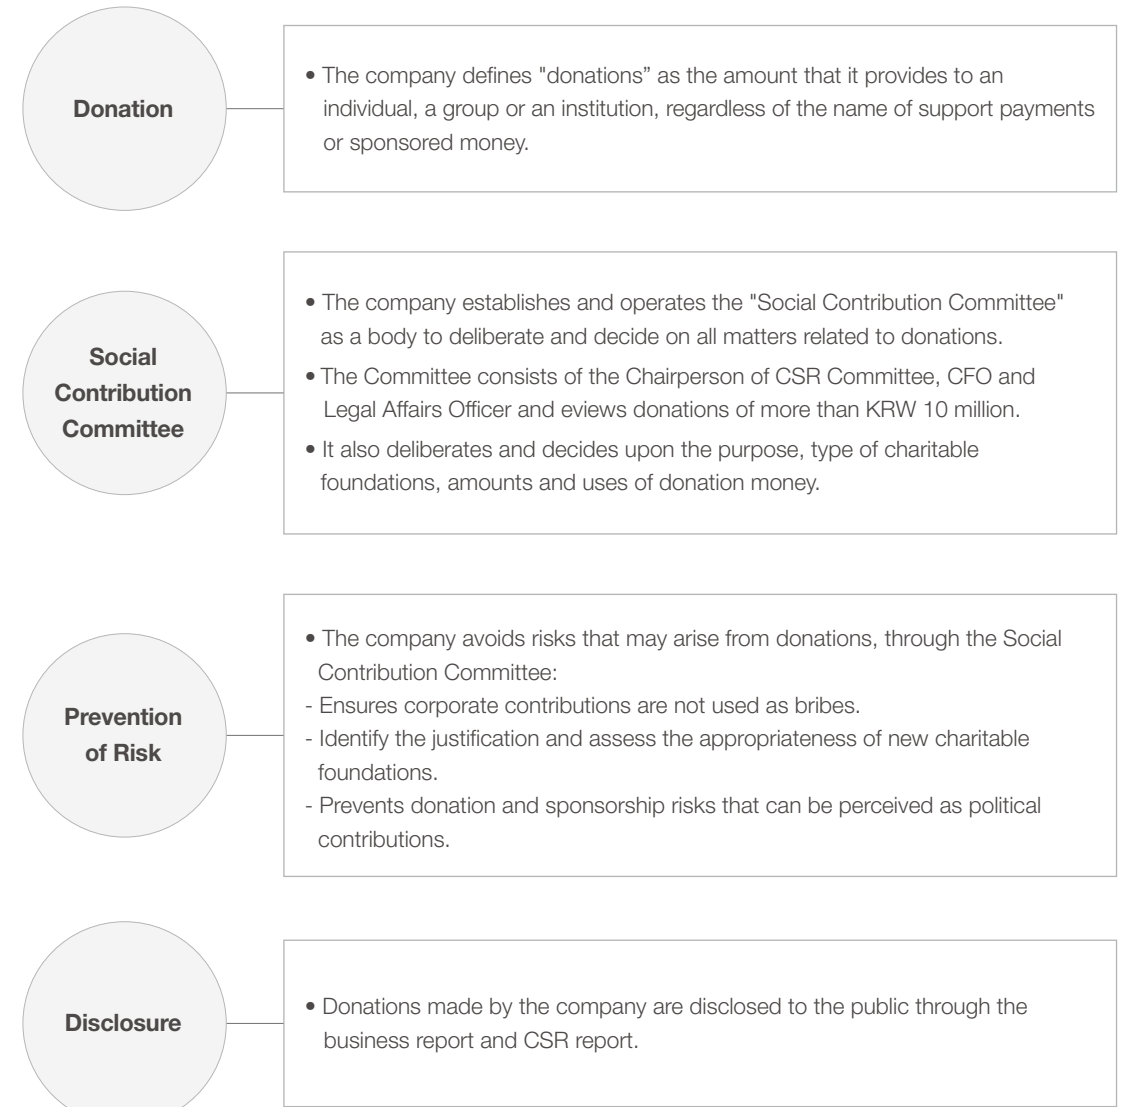 Donation
• The company defines "donations” as the amount that it provides to an
individual, a group or an institution, regardless of the name of support payments
or sponsored money.
Social
Contribution
Committee
• The company establishes and operates the "Social Contribution Committee"
as a body to deliberate and decide on all matters related to donations.
• The Committee consists of the Chairperson of CSR Committee, CFO and
Legal Affairs Officer and eviews donations of more than KRW 10 million.
• It also deliberates and decides upon the purpose, type of charitable
foundations, amounts and uses of donation money.
Prevention
of Risk
• The company avoids risks that may arise from donations, through the Social
Contribution Committee:
- Ensures corporate contributions are not used as bribes.
- Identify the justification and assess the appropriateness of new charitable
foundations.
- Prevents donation and sponsorship risks that can be perceived as political
contributions.
Disclosure
• Donations made by the company are disclosed to the public through the
business report and CSR report.